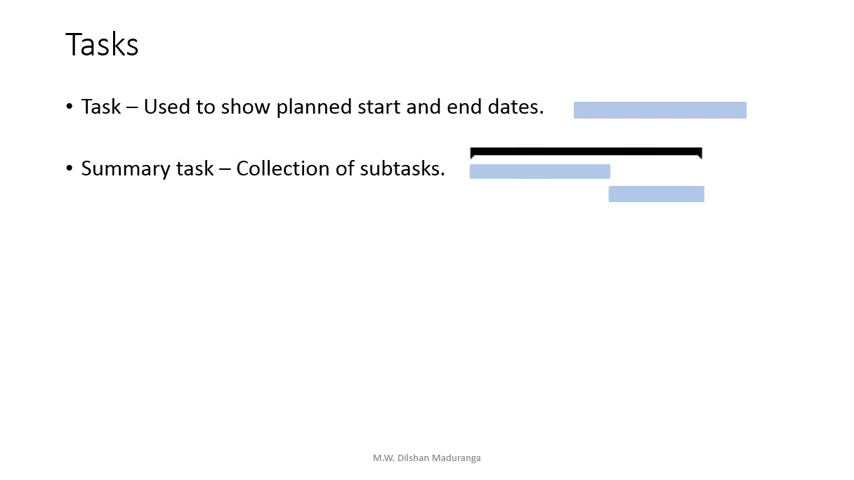 Tasks
• Task – Used to show planned start and end dates.
• Summary task – Collection of subtasks.
M.W. Dilshan Maduranga